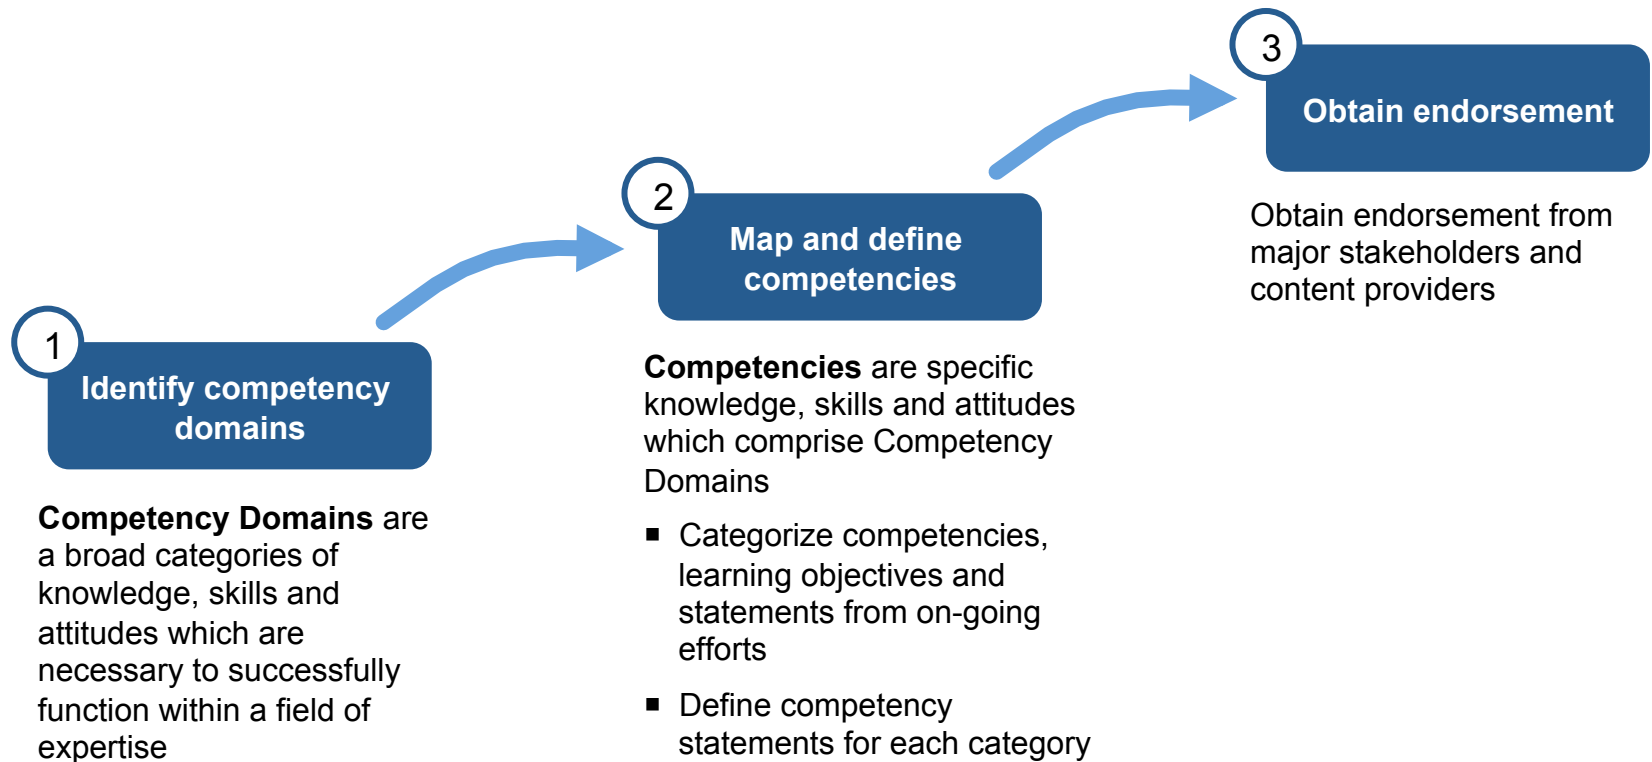 1
Identify competency
domains
Competency Domains are
a broad categories of
knowledge, skills and
attitudes which are
necessary to successfully
function within a field of
expertise
2
Map and define
competencies
Competencies are specific
knowledge, skills and attitudes
which comprise Competency
Domains
▪ Categorize competencies,
learning objectives and
statements from on-going
efforts
▪ Define competency
statements for each category
3
Obtain endorsement
Obtain endorsement from
major stakeholders and
content providers